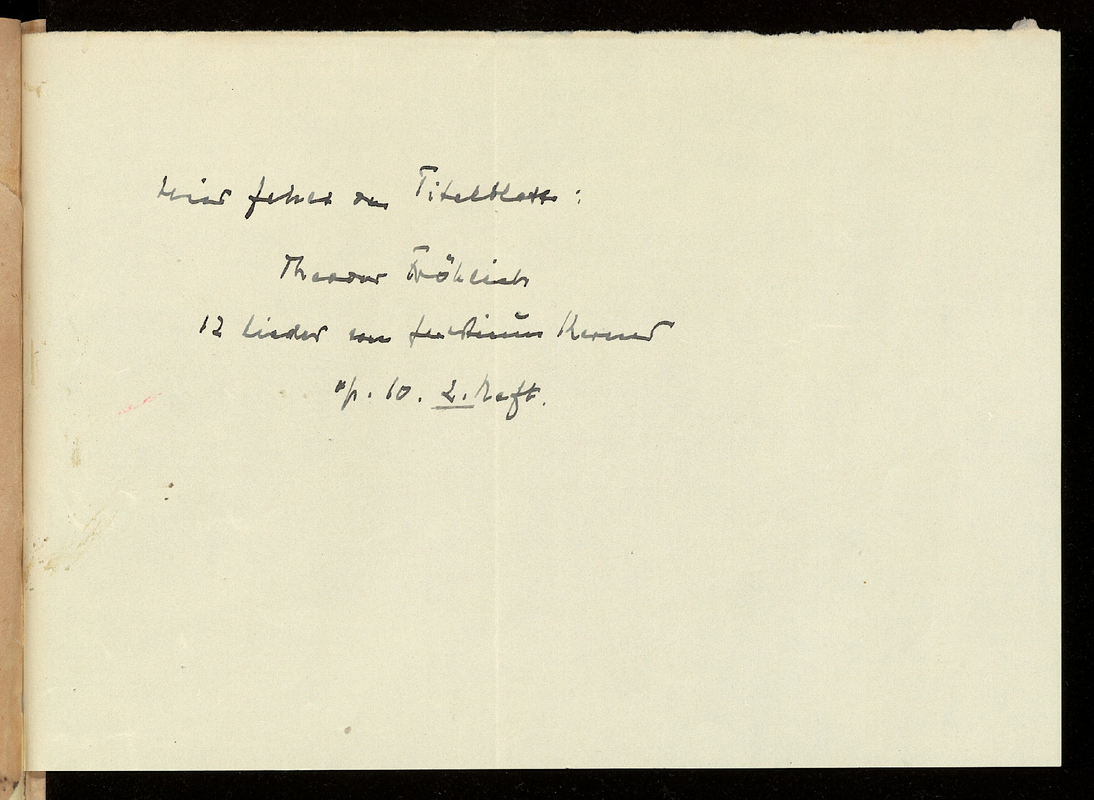 Hier fehlt das Titelblatt:
Theodor Fröhlich
12 Lieder von Justinus Kerner
op. 10. 2. Heft.